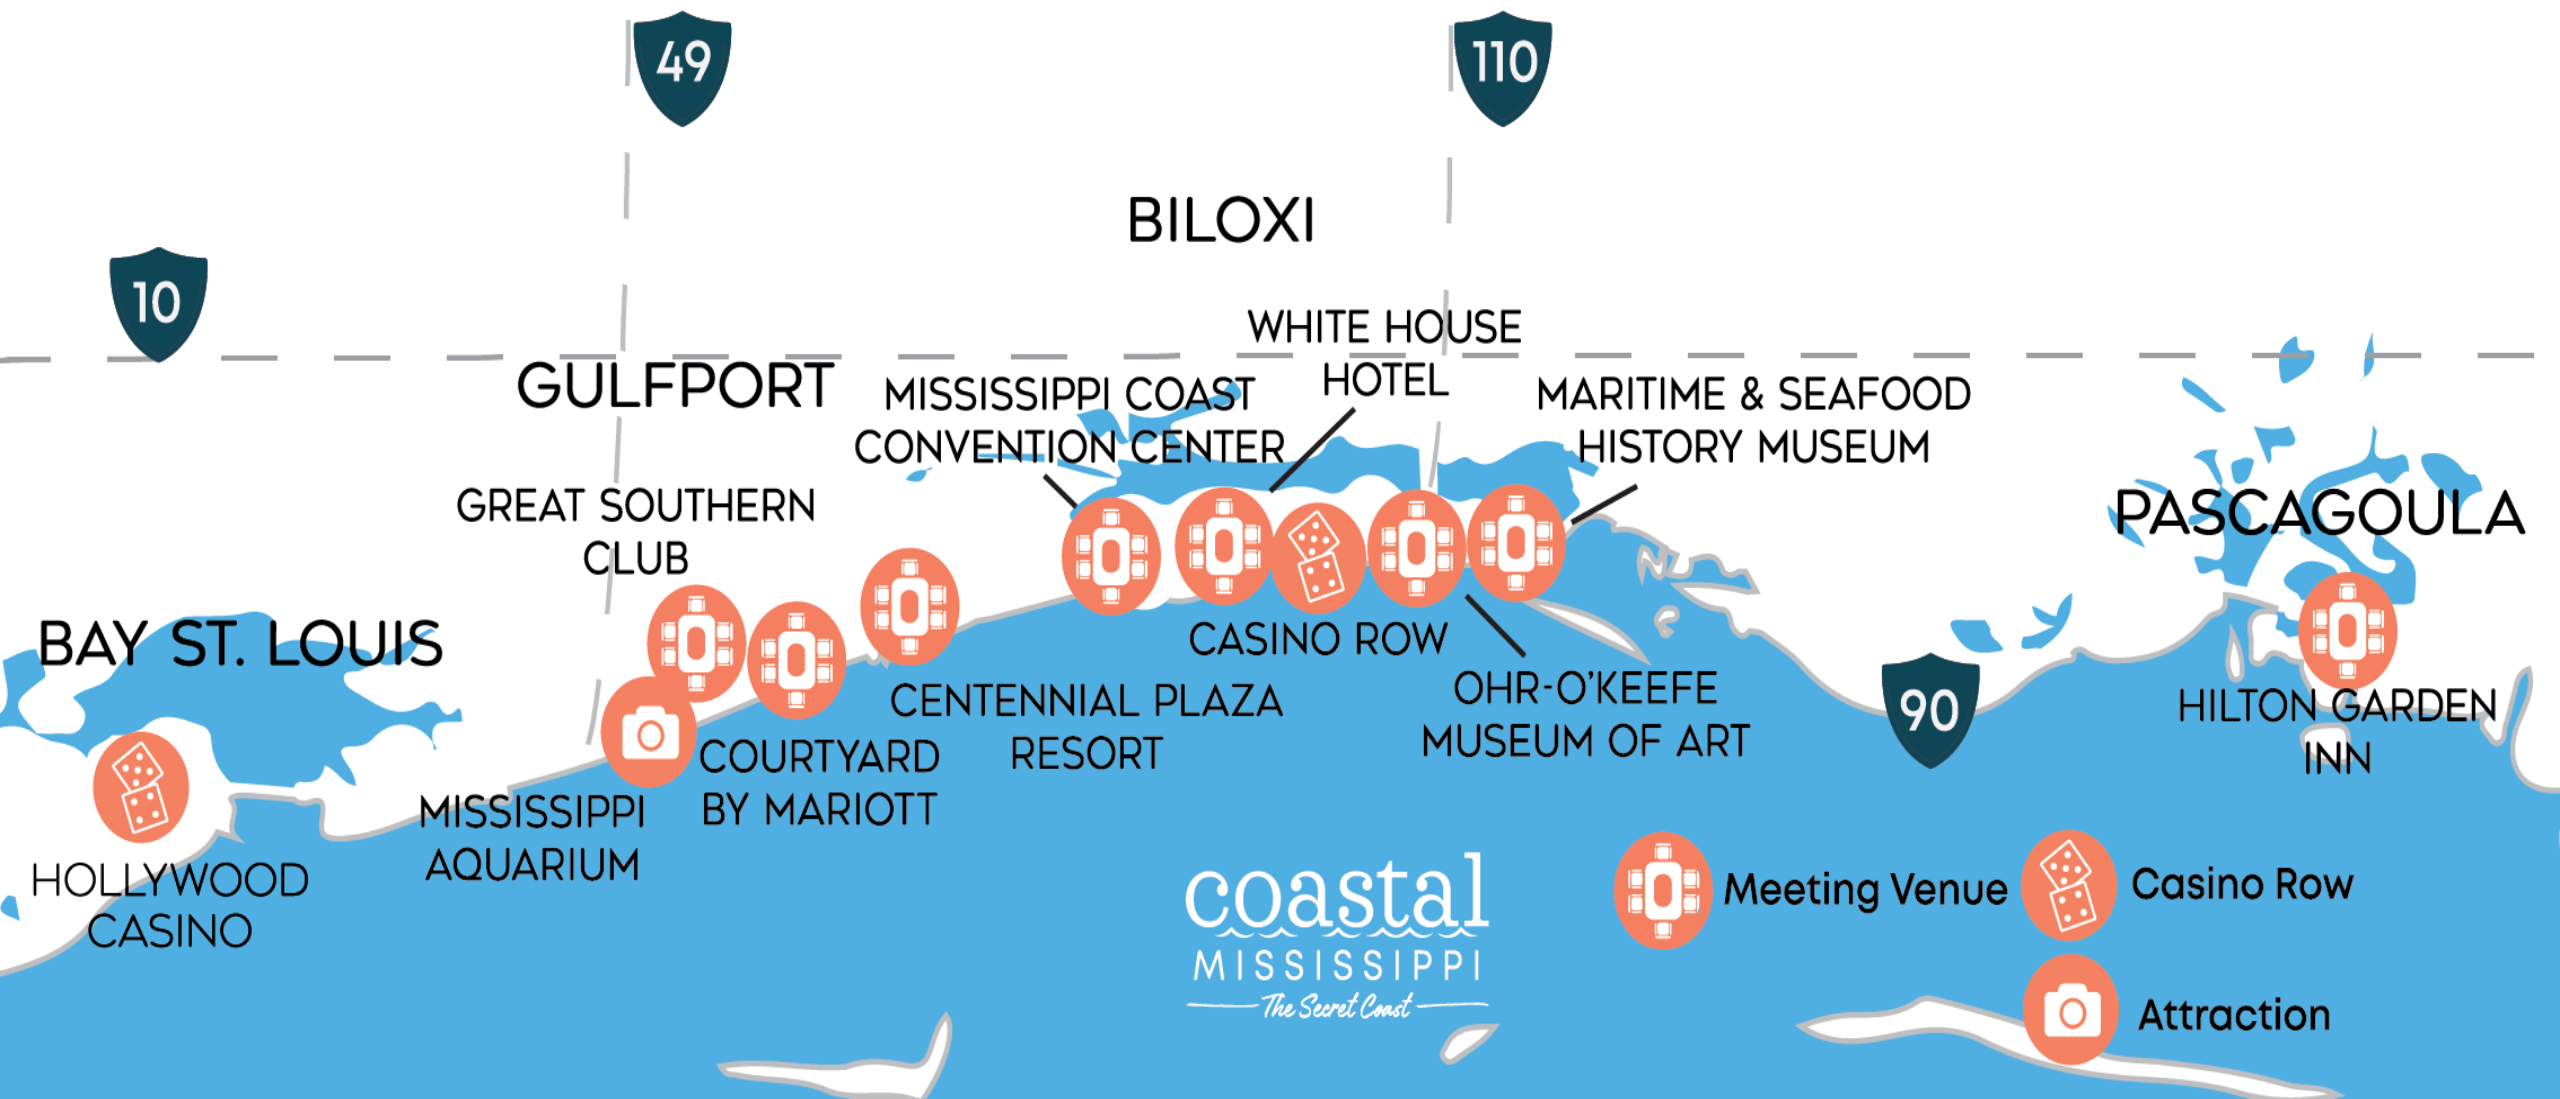 49
110
BILOXI
10
WHITE HOUSE
HOTEL
GULFPORT
MISSISSIPPI COAST
CONVENTION CENTER
MARITIME & SEAFOOD
HISTORY MUSEUM
GREAT SOUTHERN
CLUB
PASCAGOULA
BAY ST. LOUIS
CASINO ROW
CENTENNIAL PLAZA
RESORT
OHR-O'KEEFE
MUSEUM OF ART
90
HILTON GARDEN
INN
COURTYARD
BY MARIOTT
MISSISSIPPI
AQUARIUM
HOLLYWOOD
CASINO
coastal
MISSISSIPPI
The Secret Coast
Meeting Venue
Casino Row
Attraction